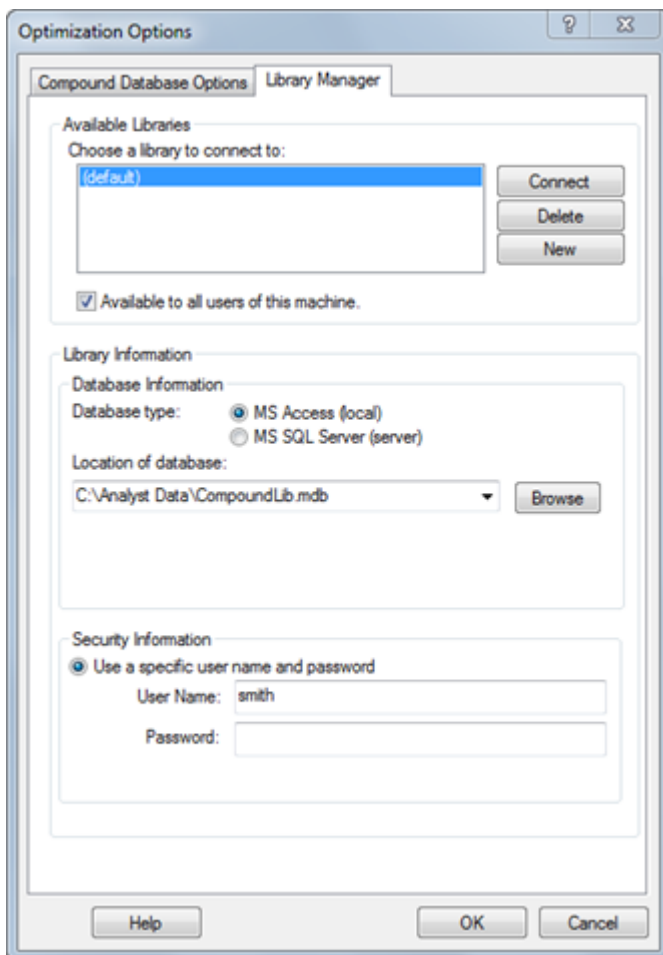 Optimization Options
Compound Database Options Library Manager
Available Libraries
Choose a library to connect to:
(default)
Connect
Delete
New
Available to all users of this machine.
Library Information
Database Information
Database type: MS Access (local)
MS SQL Server (server)
Location of database:
C:\Analyst Data\CompoundLib.mdb Browse
Security Information
Use a specific user name and password
User Name: smith
Password:
Help OK Cancel